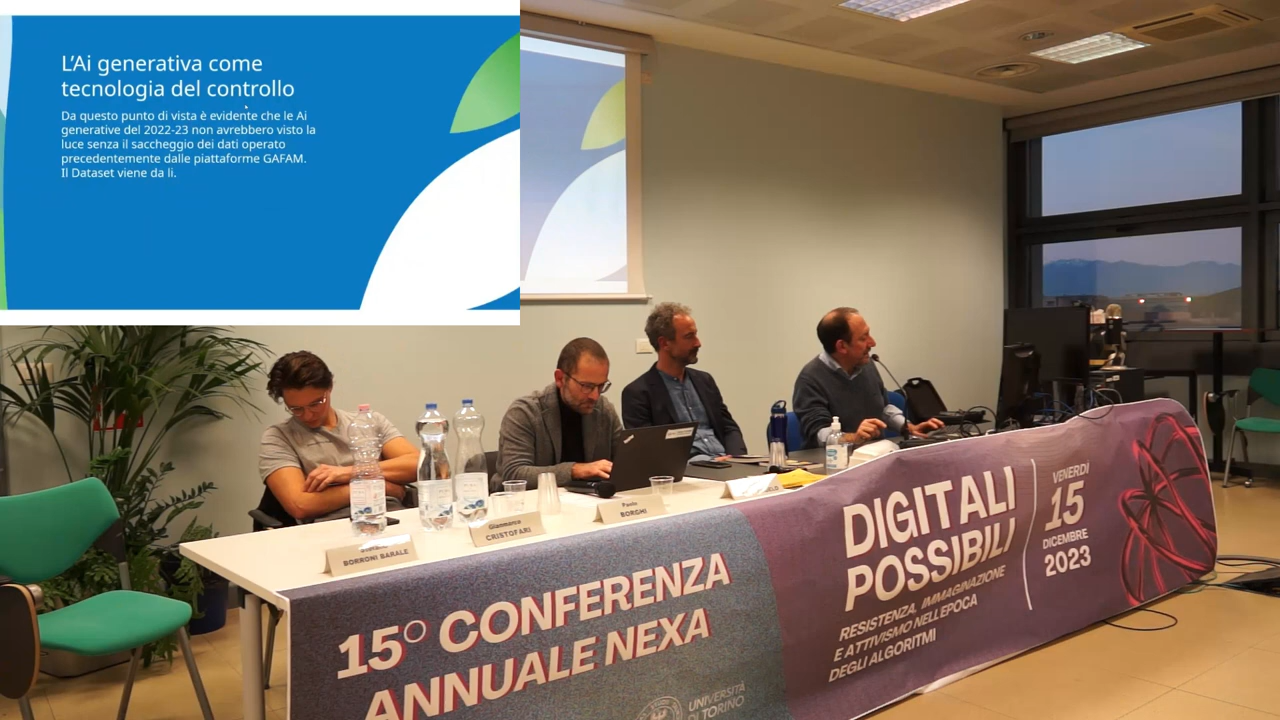 L'Ai generativa come
tecnologia del controllo
Da questo punto di vista è evidente che le Ai
generative del 2022-23 non avrebbero visto la
luce senza il saccheggio dei dati operato
precedentemente dalle piattaforme GAFAM.
Il Dataset viene da li.
BORRONI BARALE
Gianmarco
CRISTOFARI
Paolo
BORGHI
15° CONFERENZA
ANNUALE NEXA
UNIVERSITÀ
DI TORINO
DIGITALI
POSSIBILI
RESISTENZA, IMMAGINAZIONE
E ATTIVISMO NELL'EPOCA
DEGLI ALGORITMI
VENERDÌ
15
DICEMBRE
2023